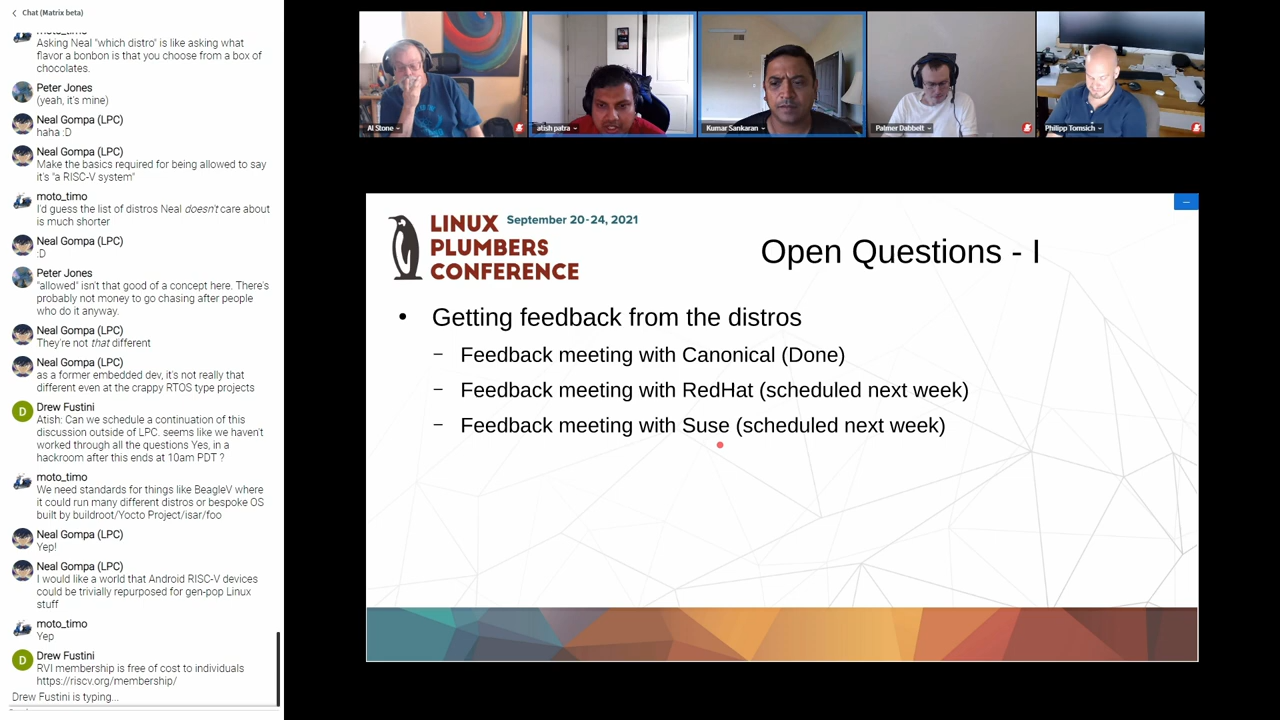 Chat (Matrix beta)
moto_timo
Asking Neal "which distro" is like asking what
flavor a bonbon is that you choose from a box of
chocolates.
Peter Jones
(yeah, it's mine)
Neal Gompa (LPC)
haha :D
Neal Gompa (LPC)
Make the basics required for being allowed to say
it's "a RISC-V system"
moto_timo
I'd guess the list of distros Neal doesn't care about
is much shorter
Neal Gompa (LPC)
:D
Peter Jones
"allowed" isn't that good of a concept here. There's
probably not money to go chasing after people
who do it anyway.
Neal Gompa (LPC)
They're not that different
Neal Gompa (LPC)
as a former embedded dev, it's not really that
different even at the crappy RTOS type projects
D
Drew Fustini
Atish: Can we schedule a continuation of this
discussion outside of LPC. seems like we haven't
worked through all the questions Yes, in a
hackroom after this ends at 10am PDT ?
moto_timo
We need standards for things like BeagleV where
it could run many different distros or bespoke OS
built by buildroot/Yocto Project/isar/foo
Neal Gompa (LPC)
Yep!
Neal Gompa (LPC)
I would like a world that Android RISC-V devices
could be trivially repurposed for gen-pop Linux
stuff
moto_timo
Yep
D
Drew Fustini
RVI membership is free of cost to individuals
https://riscv.org/membership/
Drew Fustini is typing...
Al Stone
atish patra
Kumar Sankaran
Palmer Dabbelt
Philipp Tomsich
LINUX
PLUMBERS
CONFERENCE
September 20-24, 2021
Open Questions - I
• Getting feedback from the distros
– Feedback meeting with Canonical (Done)
– Feedback meeting with RedHat (scheduled next week)
– Feedback meeting with Suse (scheduled next week)